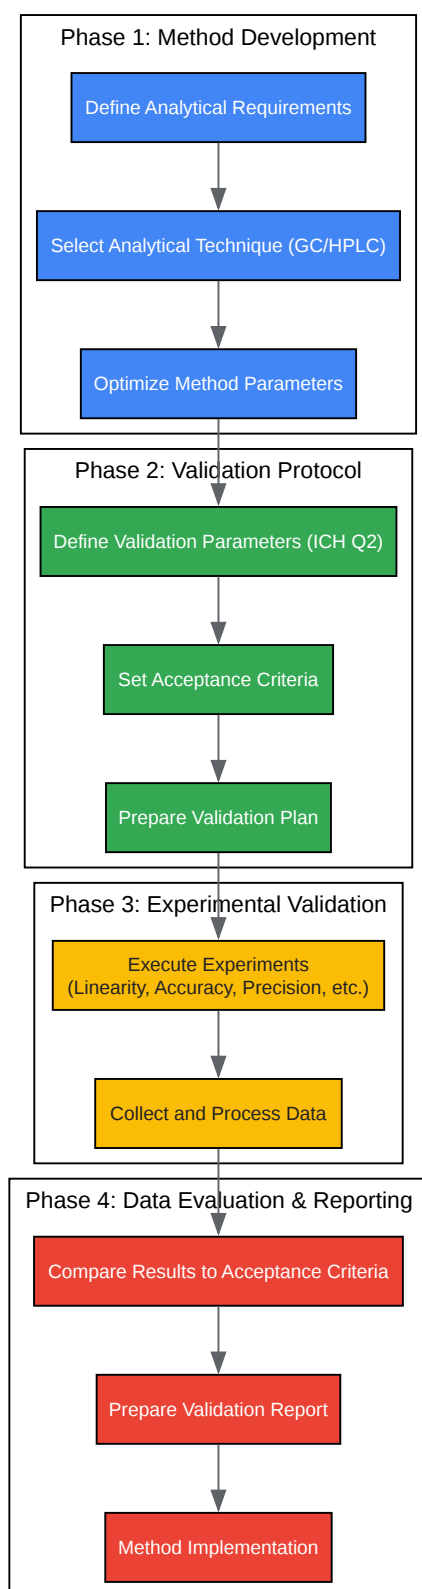 Phase 1: Method Development
Define Analytical Requirements
Select Analytical Technique (GC/HPLC)
Optimize Method Parameters
Phase 2: Validation Protocol
Define Validation Parameters (ICH Q2)
Set Acceptance Criteria
Prepare Validation Plan
Phase 3: Experimental Validation
Execute Experiments
(Linearity, Accuracy, Precision, etc.)
Collect and Process Data
Phase 4: Data Evaluation & Reporting
Compare Results to Acceptance Criteria
Prepare Validation Report
Method Implementation